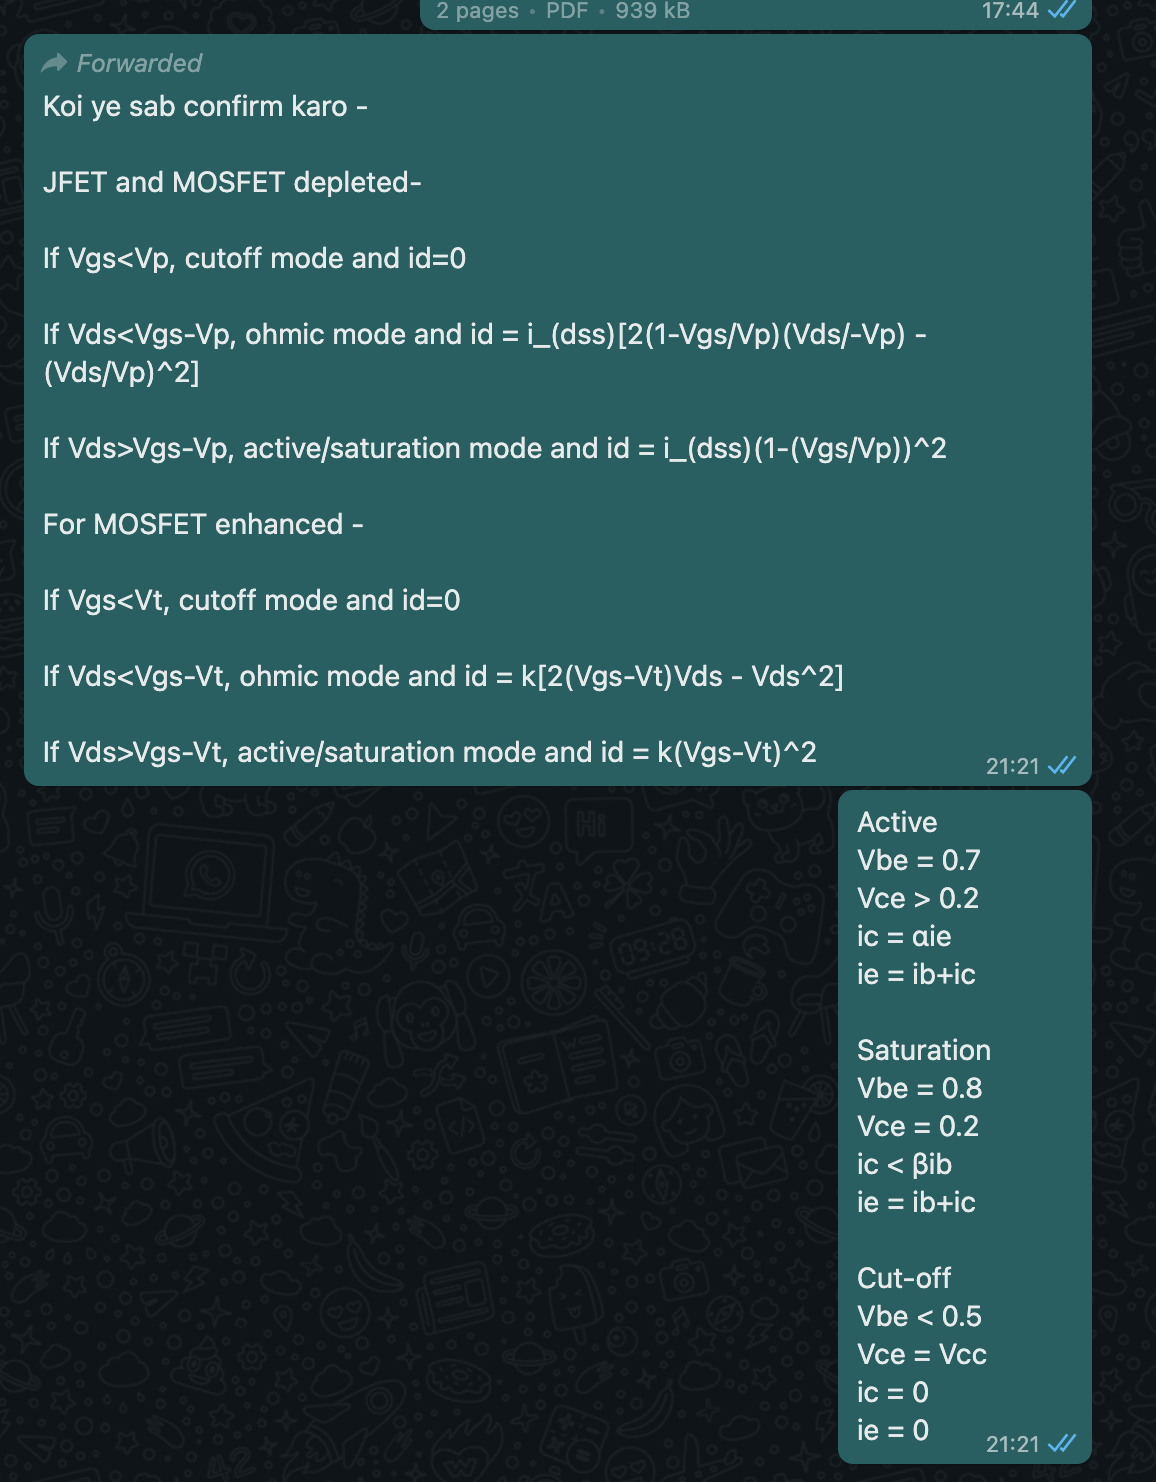 2 pages • PDF • 939 kB 17:44
Forwarded
Koi ye sab confirm karo -
JFET and MOSFET depleted-
If Vgs<Vp, cutoff mode and id=0
If Vds<Vgs-Vp, ohmic mode and id = i_(dss)[2(1-Vgs/Vp)(Vds/-Vp) -
(Vds/Vp)^2]
If Vds>Vgs-Vp, active/saturation mode and id = i_(dss)(1-(Vgs/Vp))^2
For MOSFET enhanced -
If Vgs<Vt, cutoff mode and id=0
If Vds<Vgs-Vt, ohmic mode and id = k[2(Vgs-Vt)Vds - Vds^2]
If Vds>Vgs-Vt, active/saturation mode and id = k(Vgs-Vt)^2
21:21
Active
Vbe = 0.7
Vce > 0.2
ic = αie
ie = ib+ic
Saturation
Vbe = 0.8
Vce = 0.2
ic < βib
ie = ib+ic
Cut-off
Vbe < 0.5
Vce = Vcc
ic = 0
ie = 0
21:21